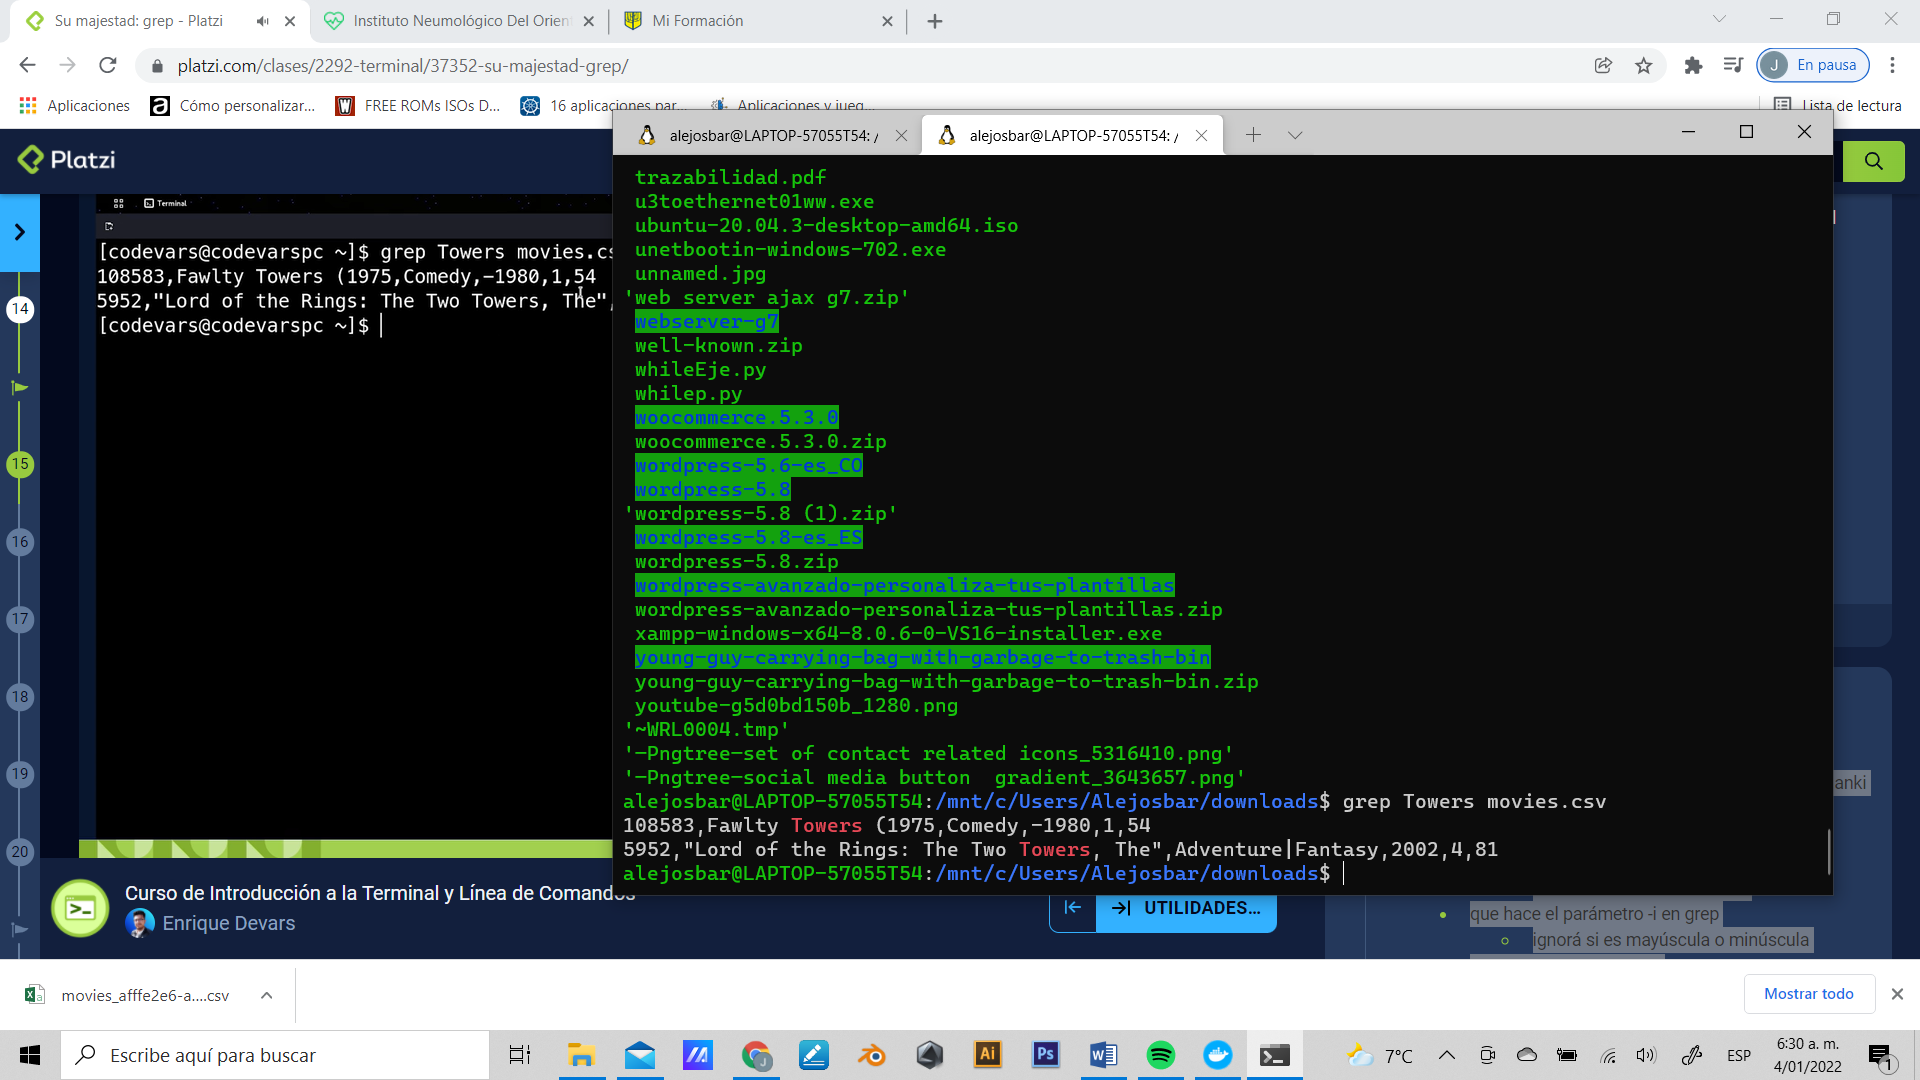 Su majestad: grep - Platzi
Instituto Neumológico Del Orien
Mi Formación
platzi.com/clases/2292-terminal/37352-su-majestad-grep/
J En pausa
Aplicaciones
a Cómo personalizar...
W FREE ROMs ISOs D...
16 aplicaciones par...
Aplicaciones y jueg...
Lista de lectura
alejosbar@LAPTOP-57055T54: /
alejosbar@LAPTOP-57055T54: /
Platzi
Terminal
[codevars@codevarspc ~]$ grep Towers movies.cs
108583,Fawlty Towers (1975,Comedy,-1980,1,54
5952,"Lord of the Rings: The Two Towers, The",
[codevars@codevarspc ~]$
14
15
16
17
18
19
20
trazabilidad.pdf
u3toethernet01ww.exe
ubuntu-20.04.3-desktop-amd64.iso
unetbootin-windows-702.exe
unnamed.jpg
'web server ajax g7.zip'
webserver-g7
well-known.zip
whileEje.py
whilep.py
woocommerce.5.3.0
woocommerce.5.3.0.zip
wordpress-5.6-es_CO
wordpress-5.8
'wordpress-5.8 (1).zip'
wordpress-5.8-es_ES
wordpress-5.8.zip
wordpress-avanzado-personaliza-tus-plantillas
wordpress-avanzado-personaliza-tus-plantillas.zip
xampp-windows-x64-8.0.6-0-VS16-installer.exe
young-guy-carrying-bag-with-garbage-to-trash-bin
young-guy-carrying-bag-with-garbage-to-trash-bin.zip
youtube-g5d0bd150b_1280.png
'~WRL0004.tmp'
'-Pngtree-set of contact related icons_5316410.png'
'-Pngtree-social media button  gradient_3643657.png'
alejosbar@LAPTOP-57055T54:/mnt/c/Users/Alejosbar/downloads$ grep Towers movies.csv
108583,Fawlty Towers (1975,Comedy,-1980,1,54
5952,"Lord of the Rings: The Two Towers, The",Adventure|Fantasy,2002,4,81
alejosbar@LAPTOP-57055T54:/mnt/c/Users/Alejosbar/downloads$
anki
Curso de Introducción a la Terminal y Línea de Comandos
Enrique Devars
UTILIDADES...
que hace el parámetro -i en grep
ignorá si es mayúscula o minúscula
movies_afffe2e6-a....csv
Mostrar todo
Escribe aquí para buscar
J
Ai
Ps
W
7°C
ESP
6:30 a. m.
4/01/2022
1